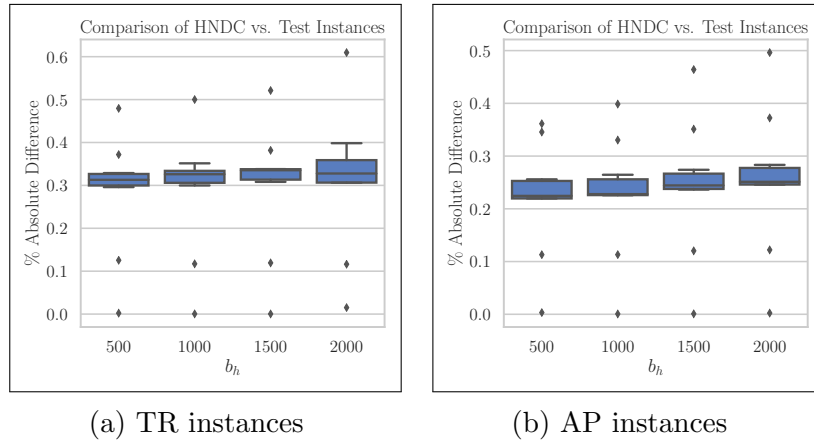 Comparison of HNDC vs. Test Instances
% Absolute Difference
0.6
0.5
0.4
0.3
0.2
0.1
0.0
500 1000 1500 2000
b_h
(a) TR instances
Comparison of HNDC vs. Test Instances
% Absolute Difference
0.5
0.4
0.3
0.2
0.1
0.0
500 1000 1500 2000
b_h
(b) AP instances